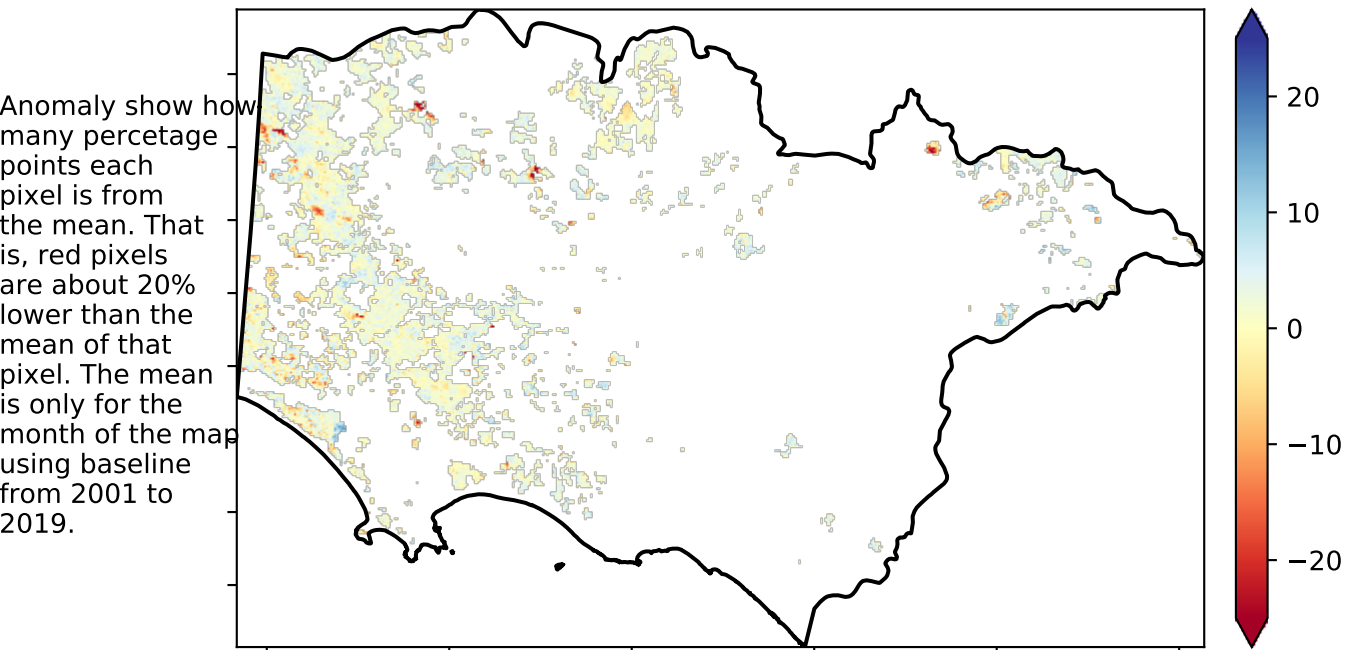 Anomaly show how
many percetage
points each
pixel is from
the mean. That
is, red pixels
are about 20%
lower than the
mean of that
pixel. The mean
is only for the
month of the map
using baseline
from 2001 to
2019.
20
10
0
−10
−20